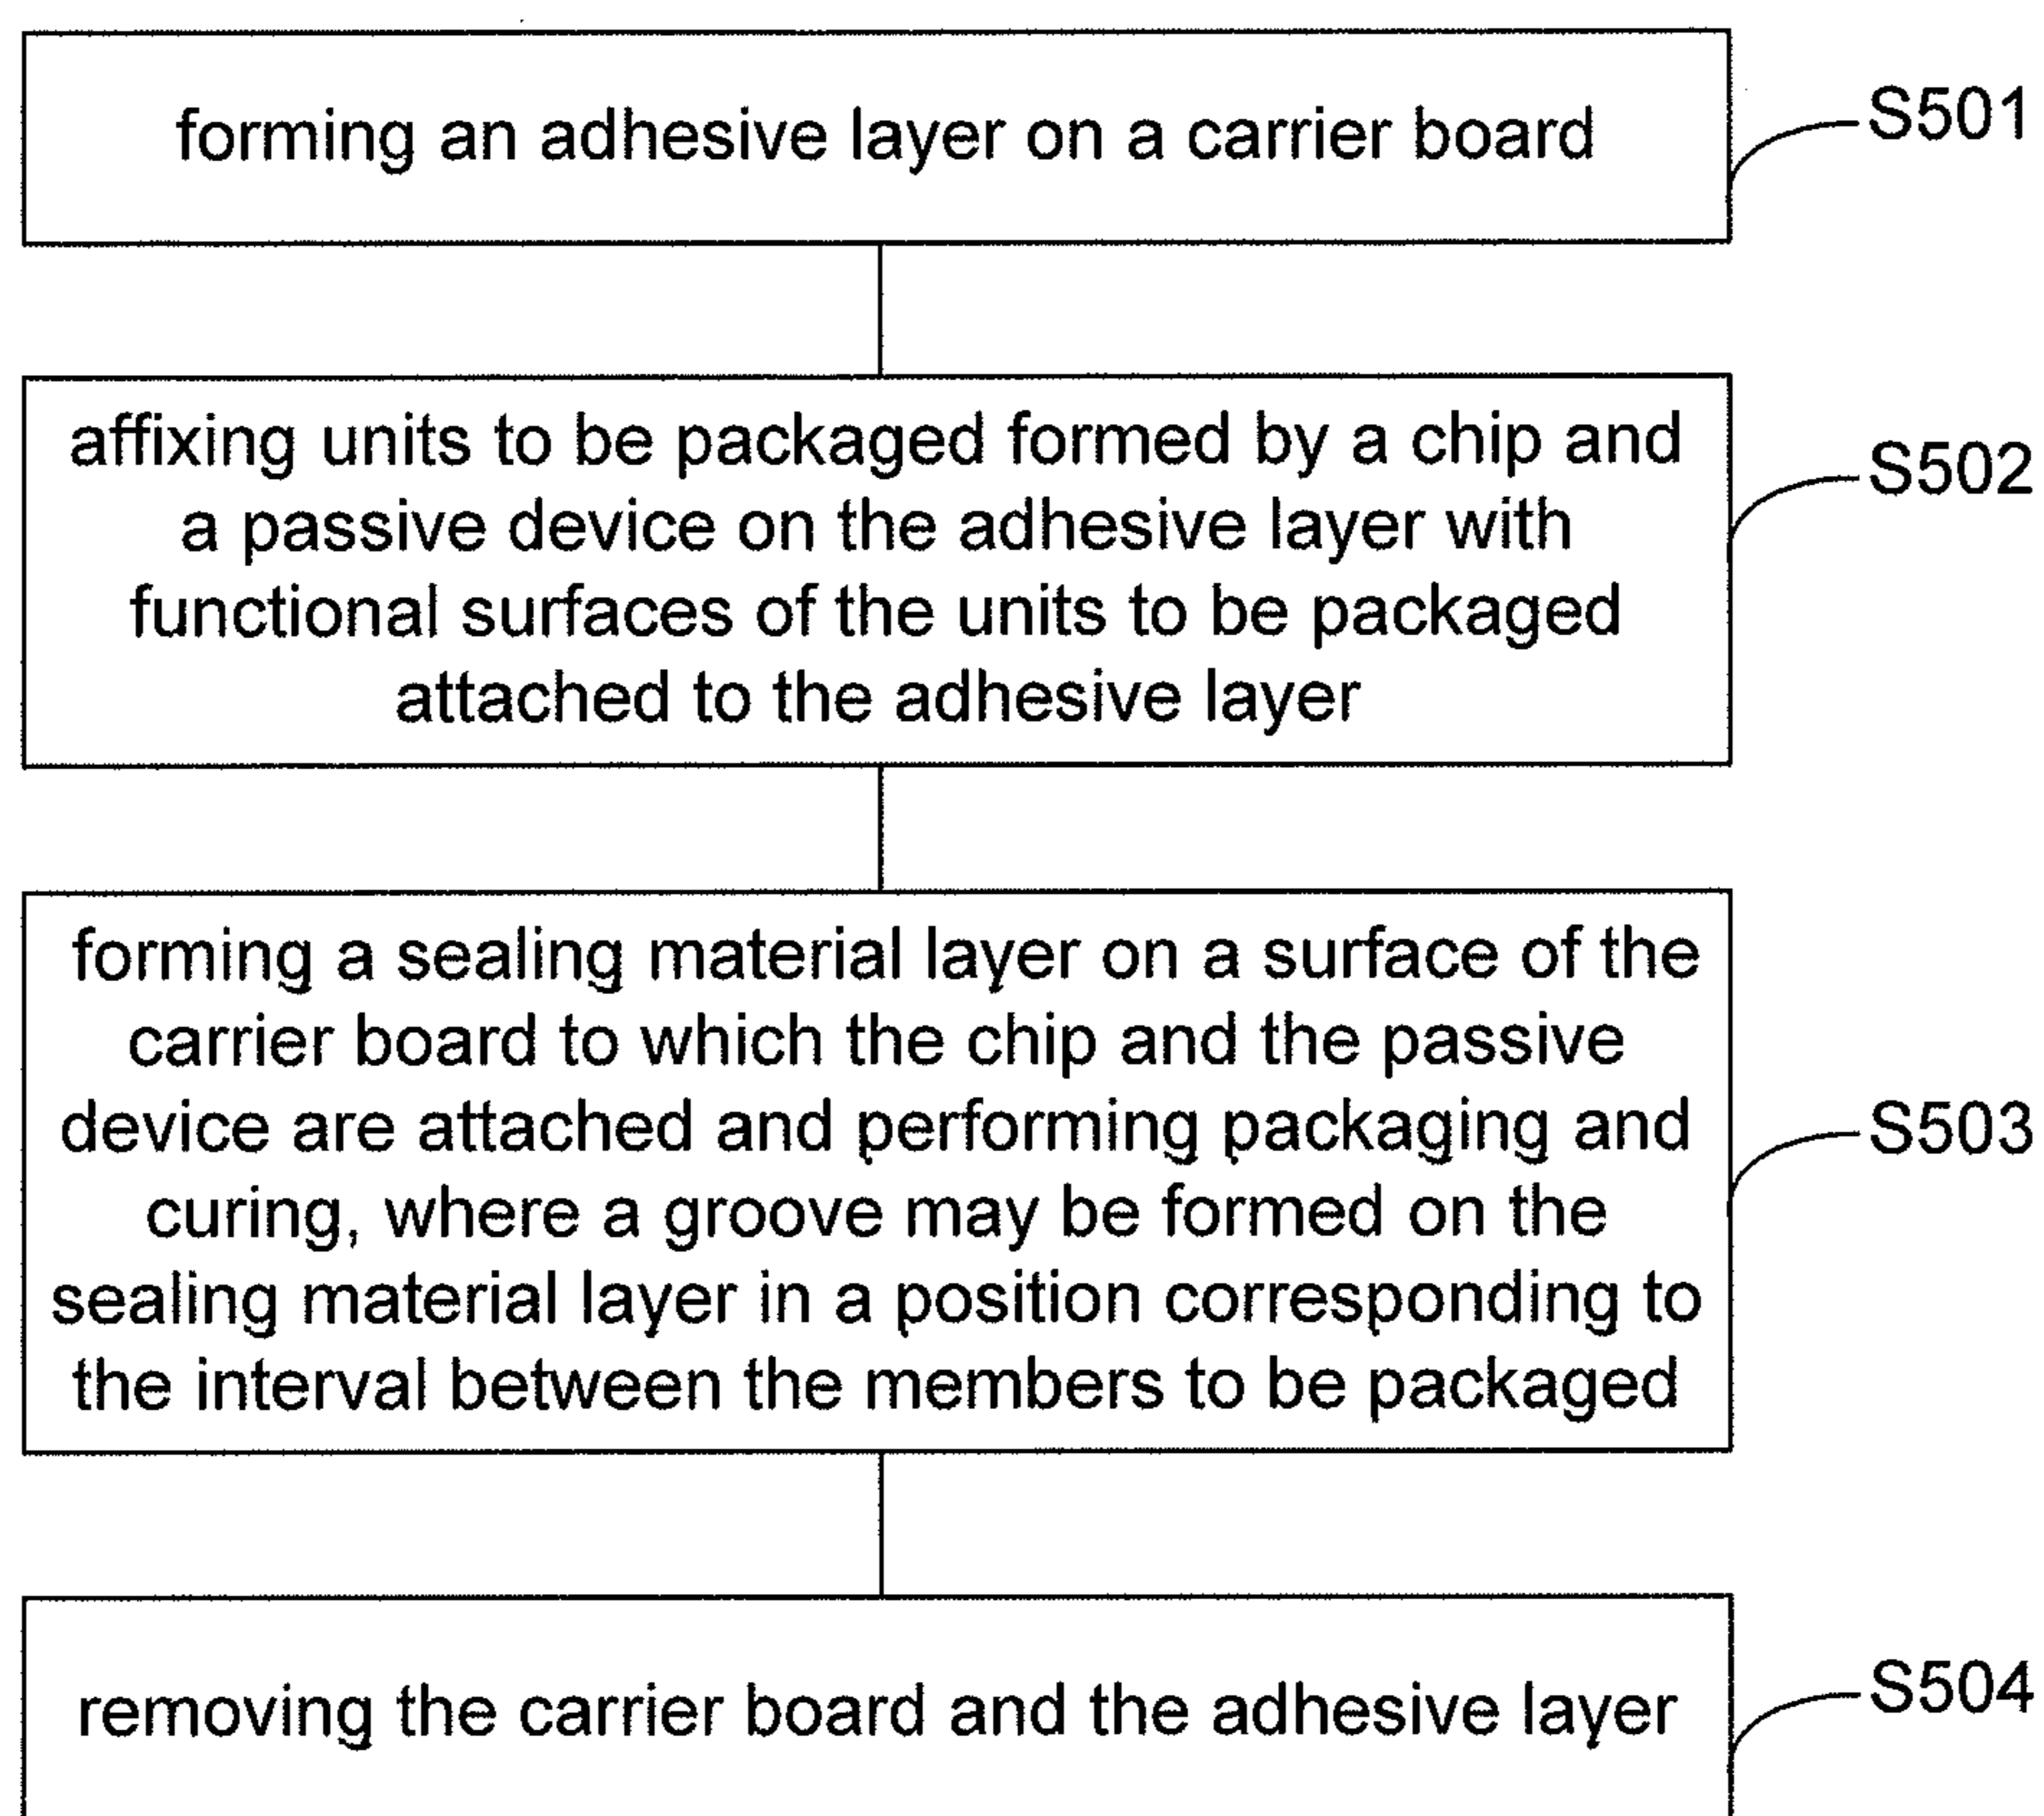 forming an adhesive layer on a carrier board
S501
affixing units to be packaged formed by a chip and
a passive device on the adhesive layer with
functional surfaces of the units to be packaged
attached to the adhesive layer
S502
forming a sealing material layer on a surface of the
carrier board to which the chip and the passive
device are attached and performing packaging and
curing, where a groove may be formed on the
sealing material layer in a position corresponding to
the interval between the members to be packaged
S503
removing the carrier board and the adhesive layer
S504